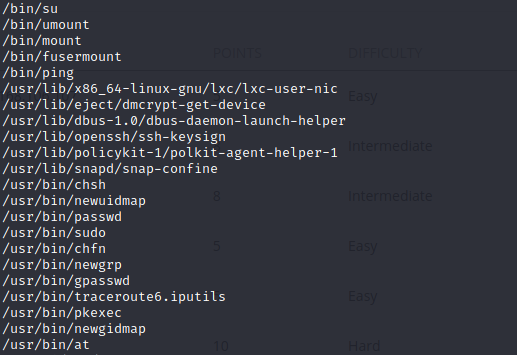 /bin/su
/bin/umount
/bin/mount
/bin/fusermount
POINTS DIFFICULTY
/bin/ping
/usr/lib/x86_64-linux-gnu/lxc/lxc-user-nic
Easy
/usr/lib/eject/dmcrypt-get-device
/usr/lib/dbus-1.0/dbus-daemon-launch-helper
/usr/lib/openssh/ssh-keysign
Intermediate
/usr/lib/policykit-1/polkit-agent-helper-1
/usr/lib/snapd/snap-confine
/usr/bin/chsh
/usr/bin/newuidmap
8 Intermediate
/usr/bin/passwd
/usr/bin/sudo
/usr/bin/chfn
5 Easy
/usr/bin/newgrp
/usr/bin/gpasswd
/usr/bin/traceroute6.iputils
Easy
/usr/bin/pkexec
/usr/bin/newgidmap
/usr/bin/at
10 Hard